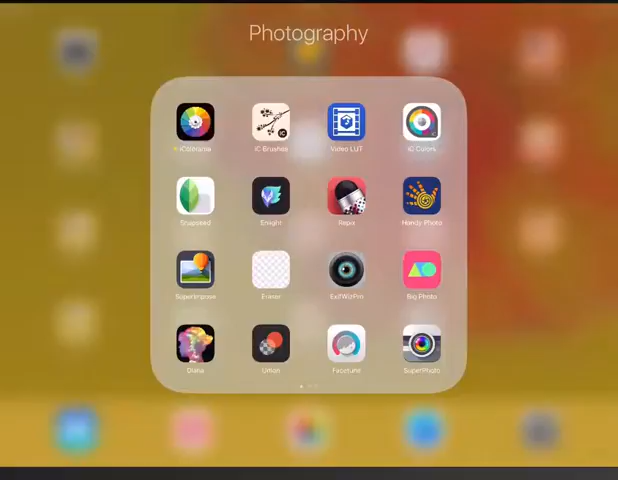 Photography
iColorama
iC Brushes
Video LUT
iC Colors
Snapseed
Enlight
Repix
Handy Photo
Superimpose
Eraser
ExifWizPro
Big Photo
Diana
Union
Facetune
SuperPhoto